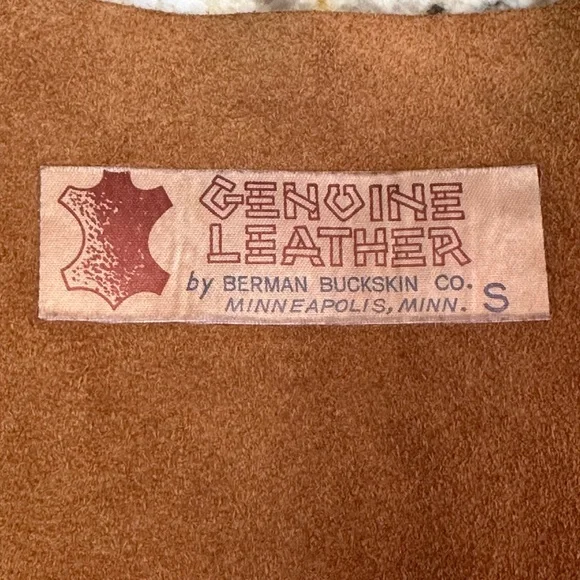 GENUINE
LEATHER
by BERMAN BUCKSKIN CO.
MINNEAPOLIS, MINN. S